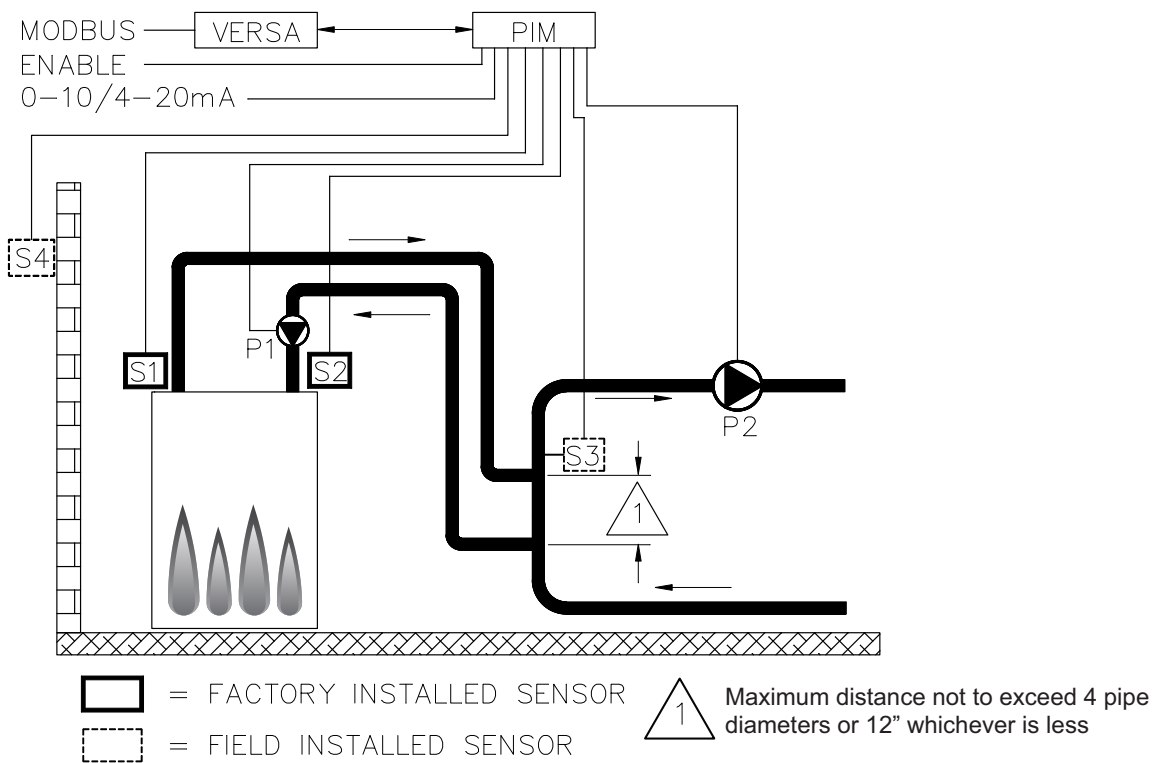 MODBUS
VERSA
PIM
ENABLE
0-10/4-20mA
S4
S1
P1
S2
P2
S3
1
= FACTORY INSTALLED SENSOR
= FIELD INSTALLED SENSOR
1
Maximum distance not to exceed 4 pipe
diameters or 12” whichever is less